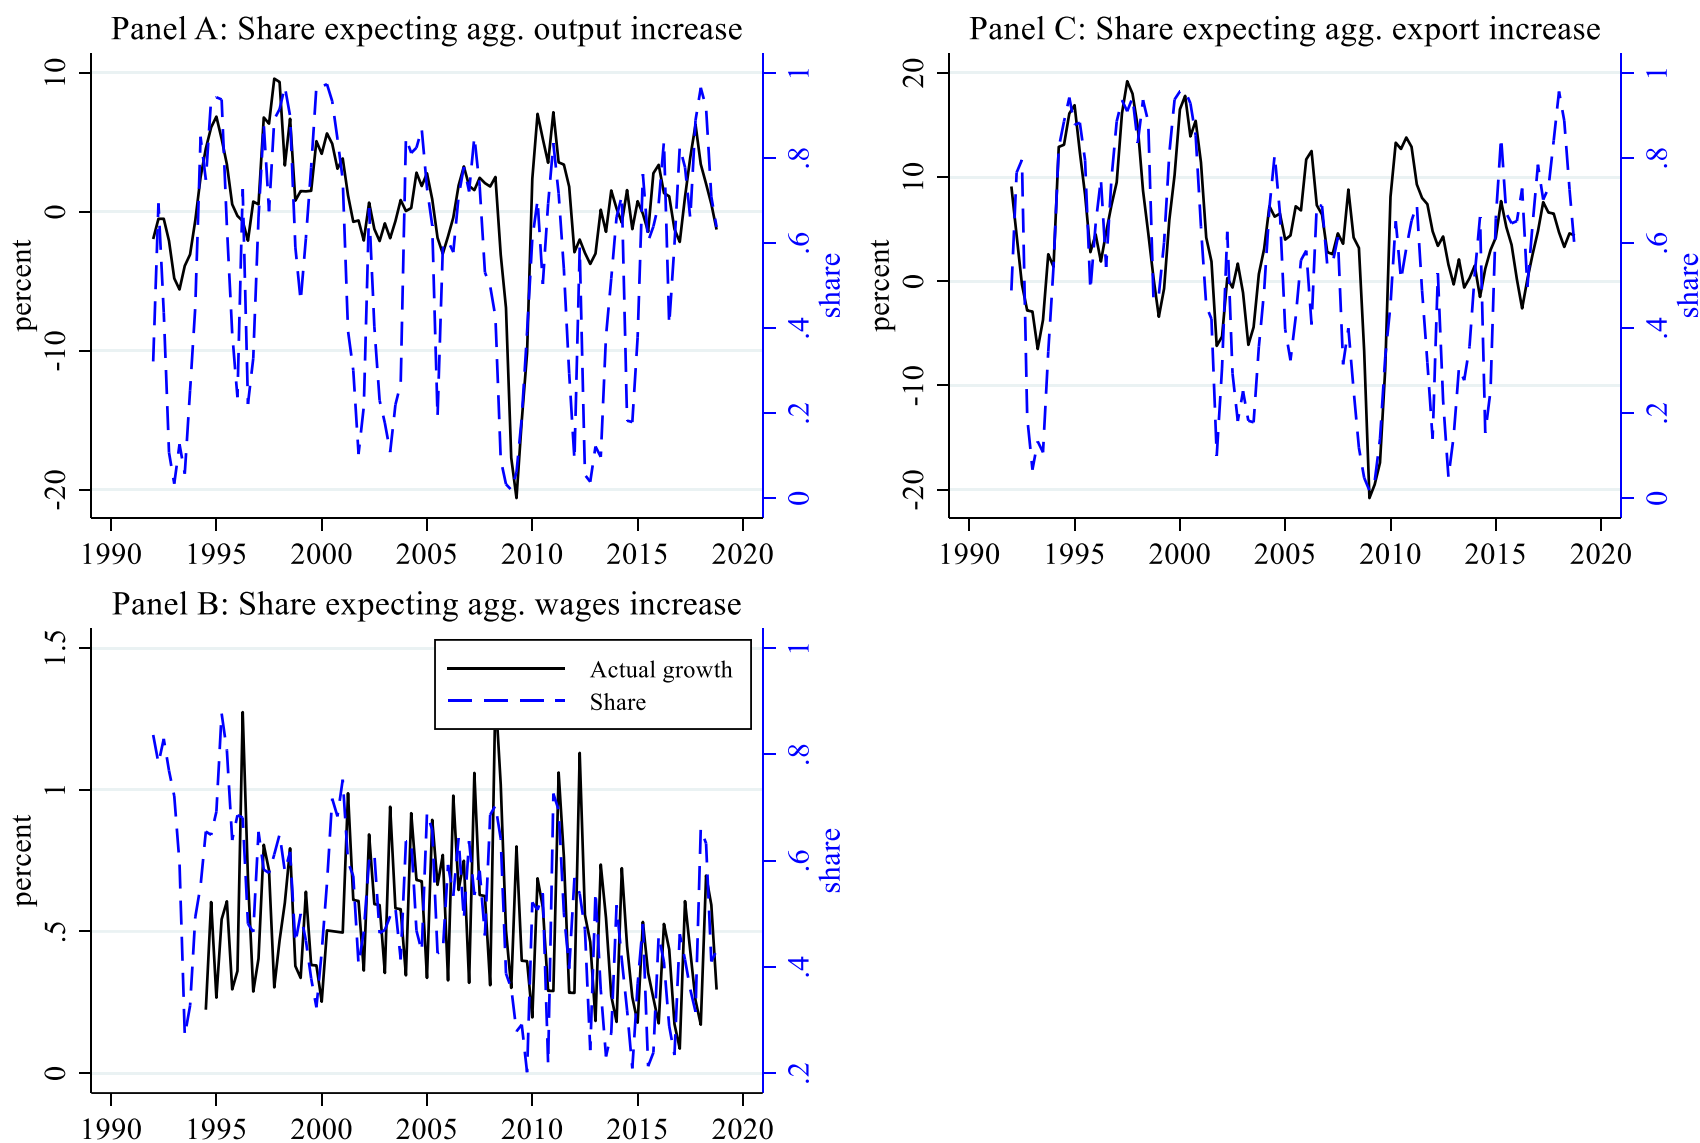 Panel A: Share expecting agg. output increase
10
0
-10
-20
percent
1
.8
.6
.4
.2
0
share
1990 1995 2000 2005 2010 2015 2020
Panel C: Share expecting agg. export increase
20
10
0
-10
-20
percent
1
.8
.6
.4
.2
0
share
1990 1995 2000 2005 2010 2015 2020
Panel B: Share expecting agg. wages increase
1.5
1
.5
0
percent
Actual growth
Share
1
.8
.6
.4
.2
share
1990 1995 2000 2005 2010 2015 2020